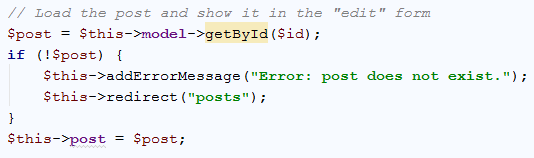 // Load the post and show it in the "edit" form
$post = $this->model->getById($id);
if (!$post) {
    $this->addErrorMessage("Error: post does not exist.");
    $this->redirect("posts");
}
$this->post = $post;